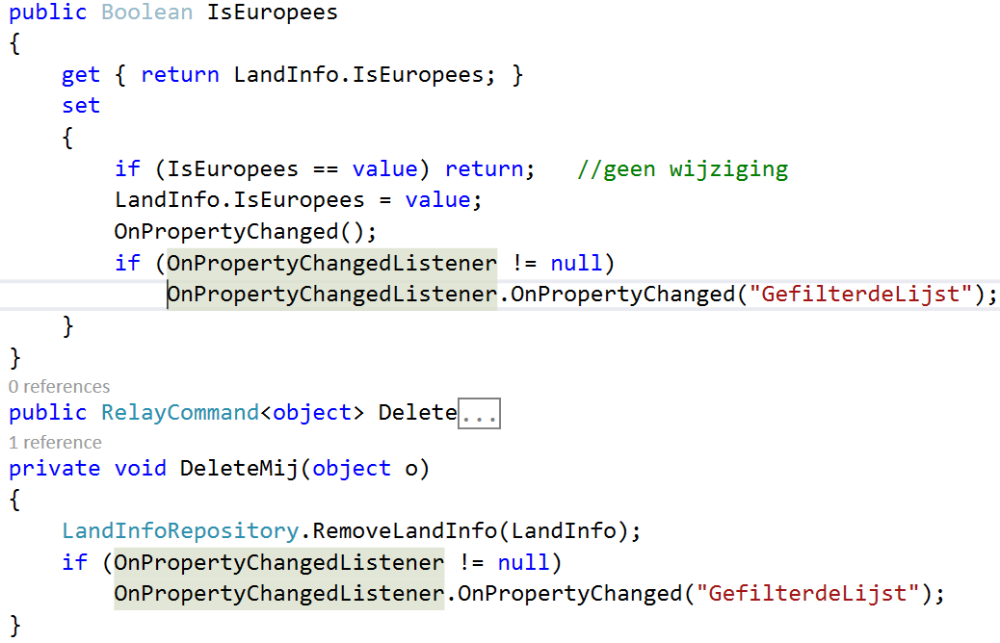 public Boolean IsEuropees
{
    get { return LandInfo.IsEuropees; }
    set
    {
        if (IsEuropees == value) return;   //geen wijziging
        LandInfo.IsEuropees = value;
        OnPropertyChanged();
        if (OnPropertyChangedListener != null)
            OnPropertyChangedListener.OnPropertyChanged("GefilterdeLijst");
    }
}
0 references
public RelayCommand<object> Delete...
1 reference
private void DeleteMij(object o)
{
    LandInfoRepository.RemoveLandInfo(LandInfo);
    if (OnPropertyChangedListener != null)
        OnPropertyChangedListener.OnPropertyChanged("GefilterdeLijst");
}